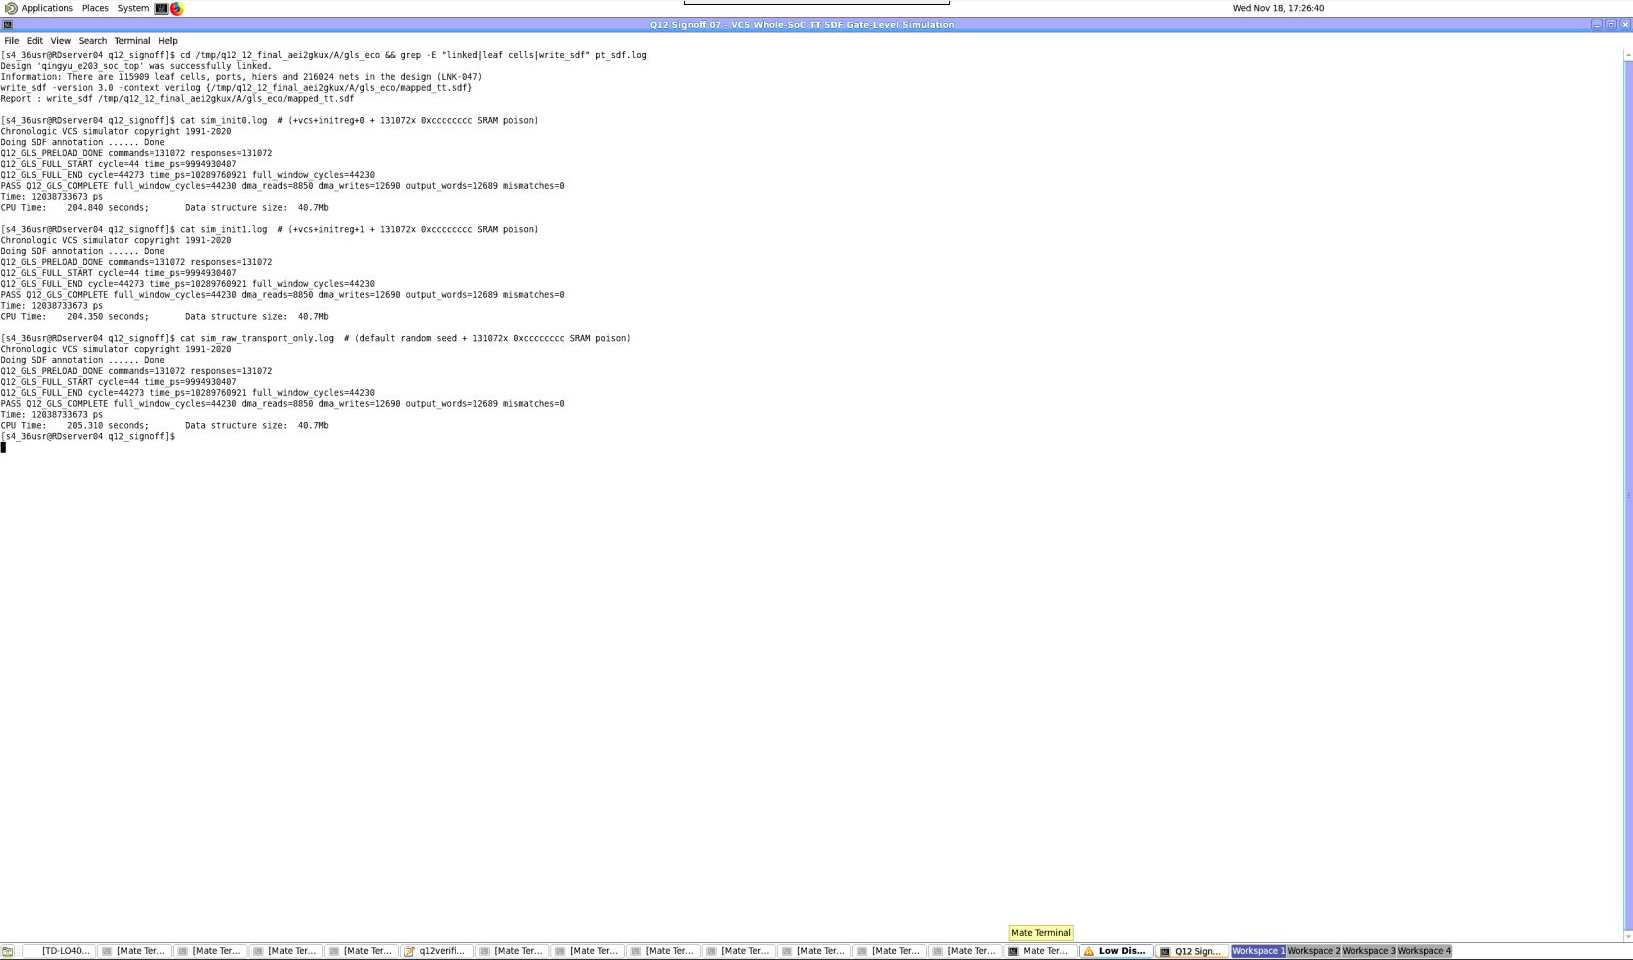 Applications Places System Wed Nov 18, 17:26:40
Q12 Signoff 07 - VCS Whole-SoC TT SDF Gate-Level Simulation
File Edit View Search Terminal Help
[s4_36usr@RDserver04 q12_signoff]$ cd /tmp/q12_12_final_aei2gkux/A/gls_eco && grep -E "linked|leaf cells|write_sdf" pt_sdf.log
Design 'qingyu_e203_soc_top' was successfully linked.
Information: There are 115909 leaf cells, ports, hiers and 216024 nets in the design (LNK-047)
write_sdf -version 3.0 -context verilog {/tmp/q12_12_final_aei2gkux/A/gls_eco/mapped_tt.sdf}
Report : write_sdf /tmp/q12_12_final_aei2gkux/A/gls_eco/mapped_tt.sdf
[s4_36usr@RDserver04 q12_signoff]$ cat sim_init0.log # (+vcs+initreg+0 + 131072x 0xcccccccc SRAM poison)
Chronologic VCS simulator copyright 1991-2020
Doing SDF annotation ...... Done
Q12_GLS_PRELOAD_DONE commands=131072 responses=131072
Q12_GLS_FULL_START cycle=44 time_ps=9994930407
Q12_GLS_FULL_END cycle=44273 time_ps=10289760921 full_window_cycles=44230
PASS Q12_GLS_COMPLETE full_window_cycles=44230 dma_reads=8850 dma_writes=12690 output_words=12689 mismatches=0
Time: 12038733673 ps
CPU Time: 204.840 seconds; Data structure size: 40.7Mb
[s4_36usr@RDserver04 q12_signoff]$ cat sim_init1.log # (+vcs+initreg+1 + 131072x 0xcccccccc SRAM poison)
Chronologic VCS simulator copyright 1991-2020
Doing SDF annotation ...... Done
Q12_GLS_PRELOAD_DONE commands=131072 responses=131072
Q12_GLS_FULL_START cycle=44 time_ps=9994930407
Q12_GLS_FULL_END cycle=44273 time_ps=10289760921 full_window_cycles=44230
PASS Q12_GLS_COMPLETE full_window_cycles=44230 dma_reads=8850 dma_writes=12690 output_words=12689 mismatches=0
Time: 12038733673 ps
CPU Time: 204.350 seconds; Data structure size: 40.7Mb
[s4_36usr@RDserver04 q12_signoff]$ cat sim_raw_transport_only.log # (default random seed + 131072x 0xcccccccc SRAM poison)
Chronologic VCS simulator copyright 1991-2020
Doing SDF annotation ...... Done
Q12_GLS_PRELOAD_DONE commands=131072 responses=131072
Q12_GLS_FULL_START cycle=44 time_ps=9994930407
Q12_GLS_FULL_END cycle=44273 time_ps=10289760921 full_window_cycles=44230
PASS Q12_GLS_COMPLETE full_window_cycles=44230 dma_reads=8850 dma_writes=12690 output_words=12689 mismatches=0
Time: 12038733673 ps
CPU Time: 205.310 seconds; Data structure size: 40.7Mb
[s4_36usr@RDserver04 q12_signoff]$
Mate Terminal
[TD-LO40... [Mate Ter... [Mate Ter... [Mate Ter... [Mate Ter... q12verifi... [Mate Ter... [Mate Ter... [Mate Ter... [Mate Ter... [Mate Ter... [Mate Ter... [Mate Ter... Mate Ter... Low Dis... Q12 Sign... Workspace 1 Workspace 2 Workspace 3 Workspace 4